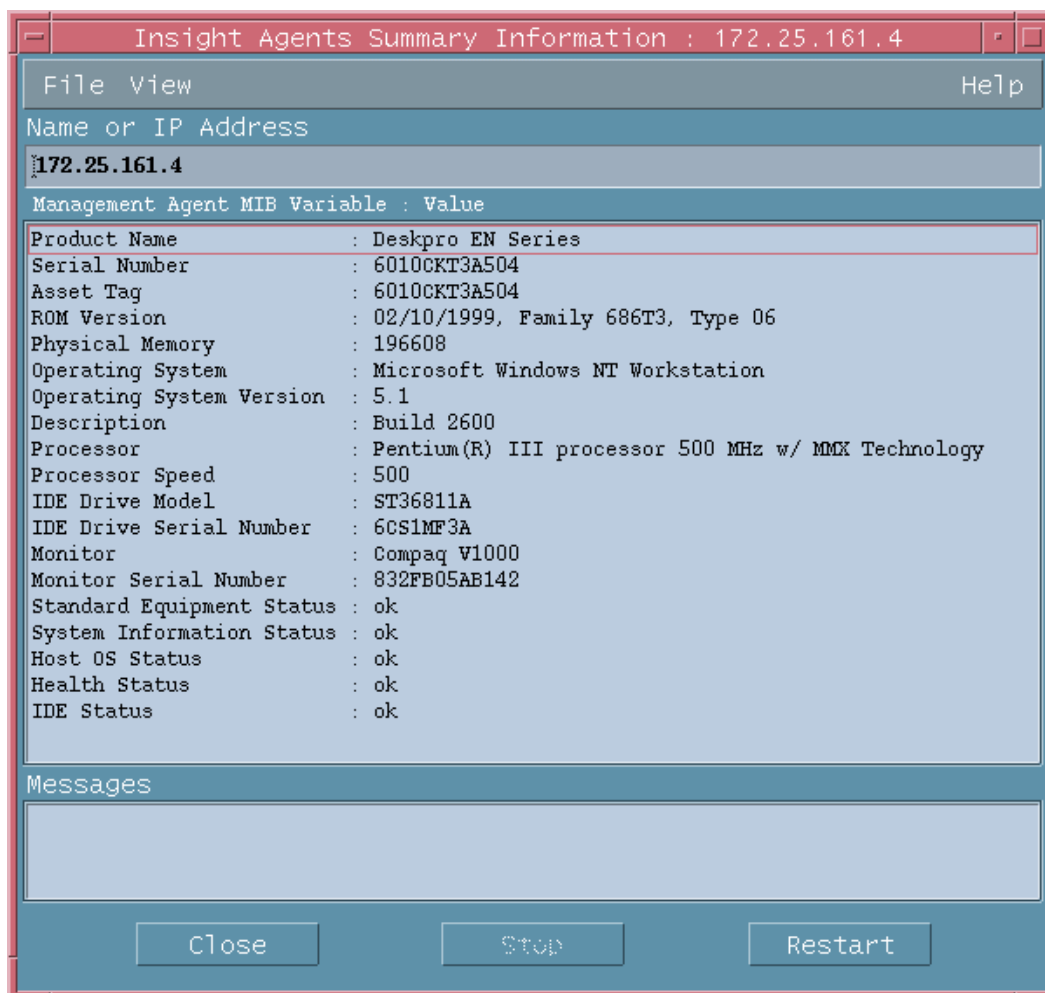 Insight Agents Summary Information : 172.25.161.4
File View Help
Name or IP Address
172.25.161.4
Management Agent MIB Variable : Value
Product Name : Deskpro EN Series
Serial Number : 6010CKT3A504
Asset Tag : 6010CKT3A504
ROM Version : 02/10/1999, Family 686T3, Type 06
Physical Memory : 196608
Operating System : Microsoft Windows NT Workstation
Operating System Version : 5.1
Description : Build 2600
Processor : Pentium(R) III processor 500 MHz w/ MMX Technology
Processor Speed : 500
IDE Drive Model : ST36811A
IDE Drive Serial Number : 6CS1MF3A
Monitor : Compaq V1000
Monitor Serial Number : 832FB05AB142
Standard Equipment Status : ok
System Information Status : ok
Host OS Status : ok
Health Status : ok
IDE Status : ok
Messages
Close Stop Restart